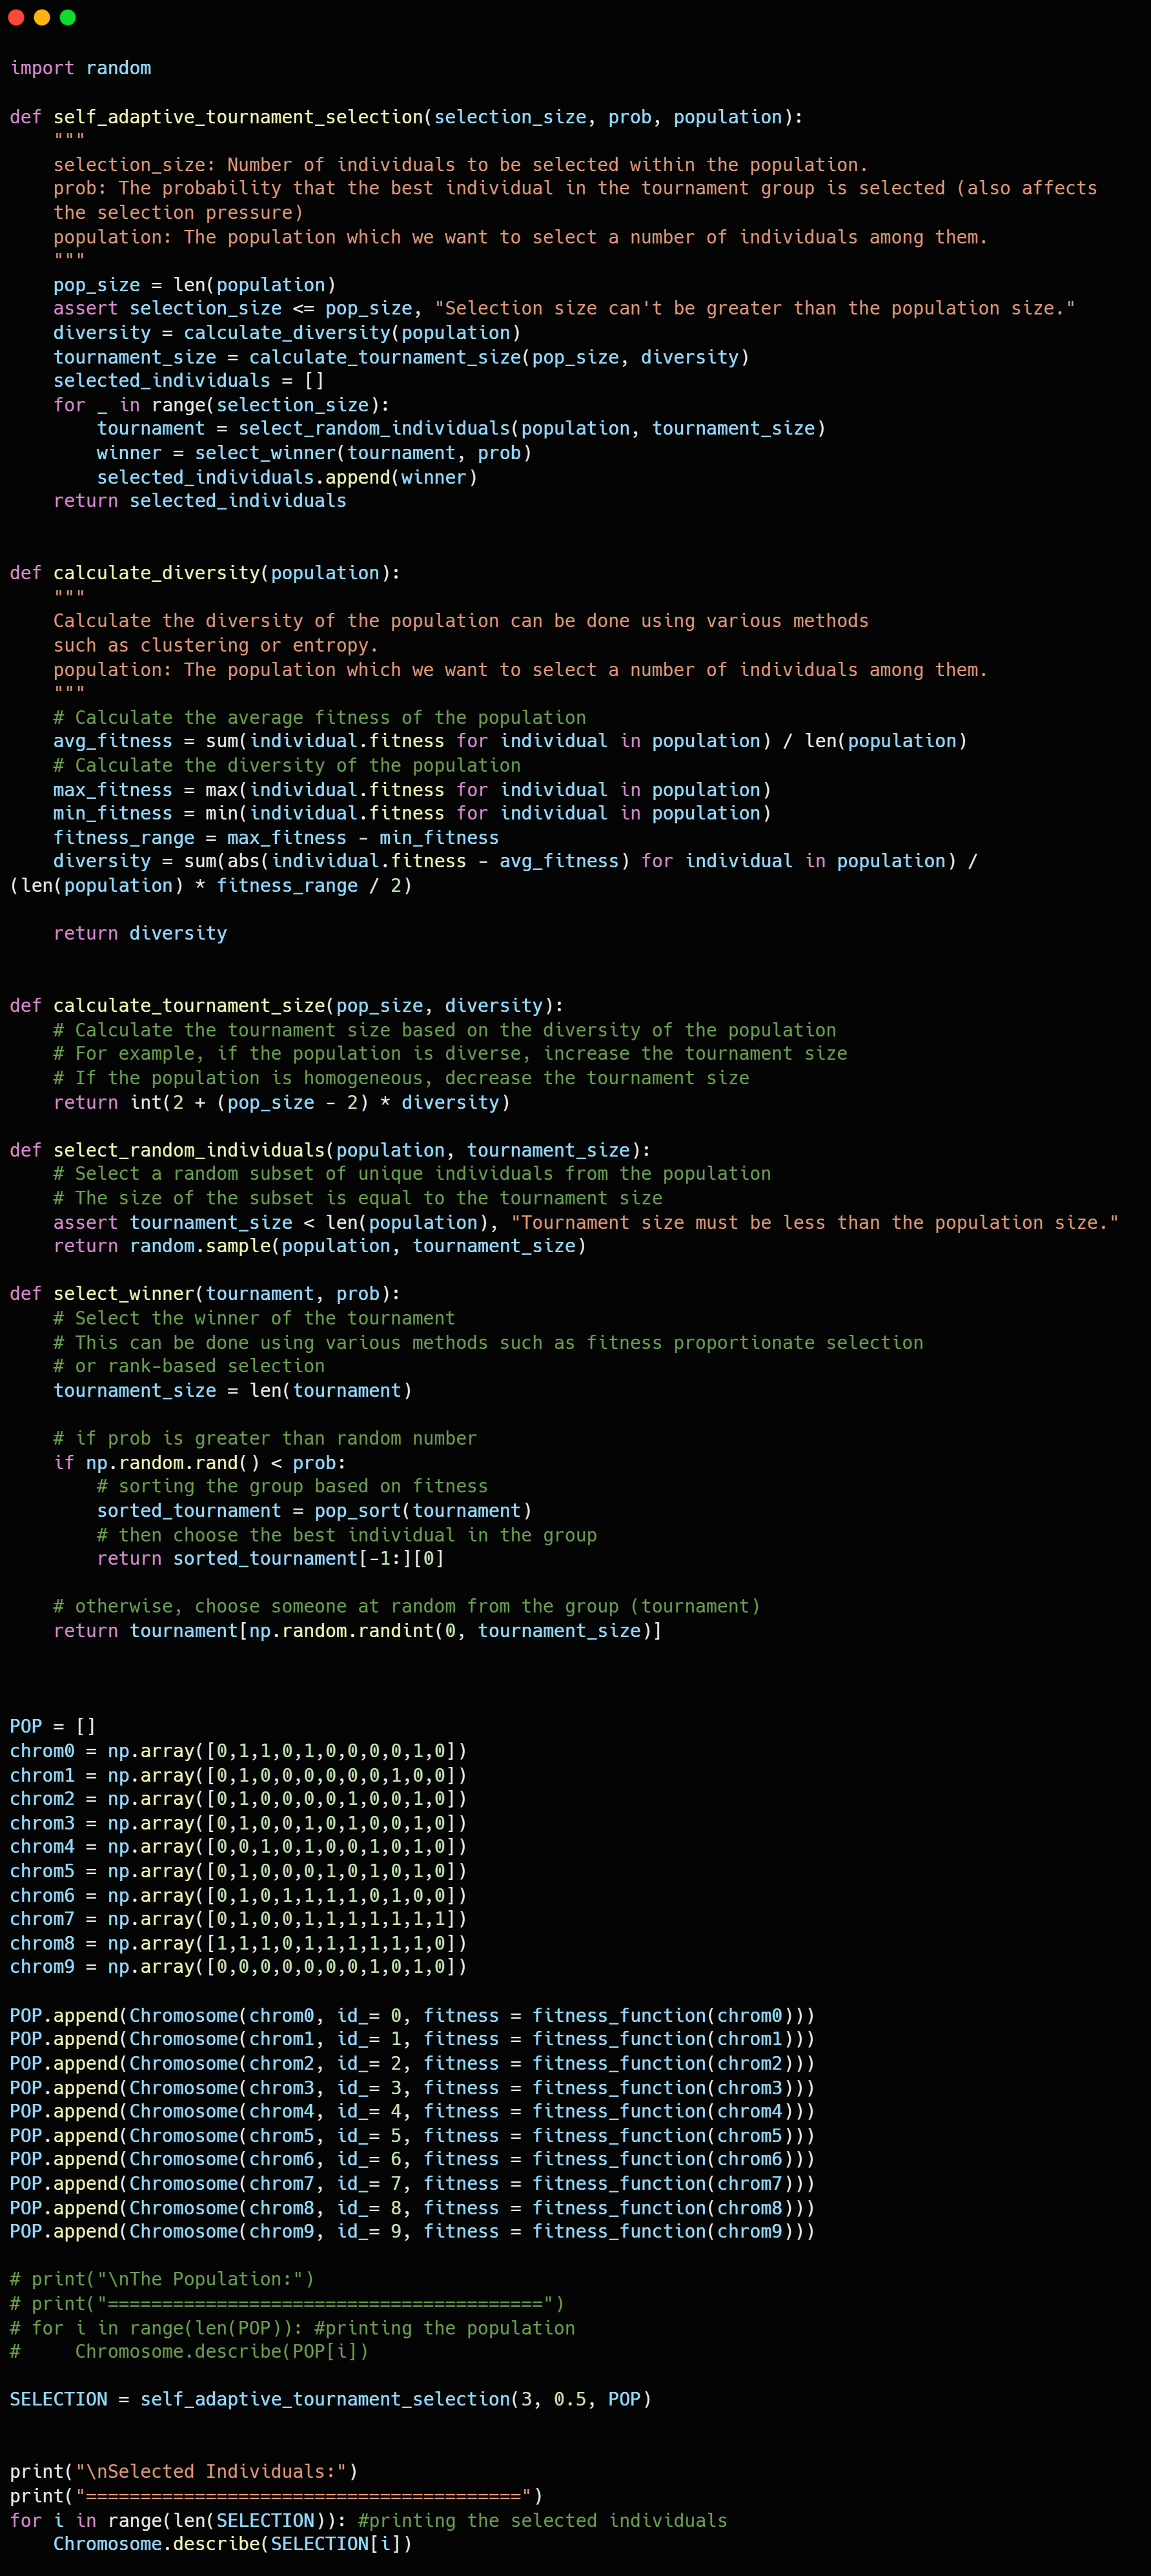 import random

def self_adaptive_tournament_selection(selection_size, prob, population):
    """
    selection_size: Number of individuals to be selected within the population.
    prob: The probability that the best individual in the tournament group is selected (also affects
    the selection pressure)
    population: The population which we want to select a number of individuals among them.
    """
    pop_size = len(population)
    assert selection_size <= pop_size, "Selection size can't be greater than the population size."
    diversity = calculate_diversity(population)
    tournament_size = calculate_tournament_size(pop_size, diversity)
    selected_individuals = []
    for _ in range(selection_size):
        tournament = select_random_individuals(population, tournament_size)
        winner = select_winner(tournament, prob)
        selected_individuals.append(winner)
    return selected_individuals


def calculate_diversity(population):
    """
    Calculate the diversity of the population can be done using various methods
    such as clustering or entropy.
    population: The population which we want to select a number of individuals among them.
    """
    # Calculate the average fitness of the population
    avg_fitness = sum(individual.fitness for individual in population) / len(population)
    # Calculate the diversity of the population
    max_fitness = max(individual.fitness for individual in population)
    min_fitness = min(individual.fitness for individual in population)
    fitness_range = max_fitness - min_fitness
    diversity = sum(abs(individual.fitness - avg_fitness) for individual in population) /
(len(population) * fitness_range / 2)

    return diversity


def calculate_tournament_size(pop_size, diversity):
    # Calculate the tournament size based on the diversity of the population
    # For example, if the population is diverse, increase the tournament size
    # If the population is homogeneous, decrease the tournament size
    return int(2 + (pop_size - 2) * diversity)

def select_random_individuals(population, tournament_size):
    # Select a random subset of unique individuals from the population
    # The size of the subset is equal to the tournament size
    assert tournament_size < len(population), "Tournament size must be less than the population size."
    return random.sample(population, tournament_size)

def select_winner(tournament, prob):
    # Select the winner of the tournament
    # This can be done using various methods such as fitness proportionate selection
    # or rank-based selection
    tournament_size = len(tournament)

    # if prob is greater than random number
    if np.random.rand() < prob:
        # sorting the group based on fitness
        sorted_tournament = pop_sort(tournament)
        # then choose the best individual in the group
        return sorted_tournament[-1:][0]

    # otherwise, choose someone at random from the group (tournament)
    return tournament[np.random.randint(0, tournament_size)]



POP = []
chrom0 = np.array([0,1,1,0,1,0,0,0,0,1,0])
chrom1 = np.array([0,1,0,0,0,0,0,0,1,0,0])
chrom2 = np.array([0,1,0,0,0,0,1,0,0,1,0])
chrom3 = np.array([0,1,0,0,1,0,1,0,0,1,0])
chrom4 = np.array([0,0,1,0,1,0,0,1,0,1,0])
chrom5 = np.array([0,1,0,0,0,1,0,1,0,1,0])
chrom6 = np.array([0,1,0,1,1,1,1,0,1,0,0])
chrom7 = np.array([0,1,0,0,1,1,1,1,1,1,1])
chrom8 = np.array([1,1,1,0,1,1,1,1,1,1,0])
chrom9 = np.array([0,0,0,0,0,0,0,1,0,1,0])

POP.append(Chromosome(chrom0, id_= 0, fitness = fitness_function(chrom0)))
POP.append(Chromosome(chrom1, id_= 1, fitness = fitness_function(chrom1)))
POP.append(Chromosome(chrom2, id_= 2, fitness = fitness_function(chrom2)))
POP.append(Chromosome(chrom3, id_= 3, fitness = fitness_function(chrom3)))
POP.append(Chromosome(chrom4, id_= 4, fitness = fitness_function(chrom4)))
POP.append(Chromosome(chrom5, id_= 5, fitness = fitness_function(chrom5)))
POP.append(Chromosome(chrom6, id_= 6, fitness = fitness_function(chrom6)))
POP.append(Chromosome(chrom7, id_= 7, fitness = fitness_function(chrom7)))
POP.append(Chromosome(chrom8, id_= 8, fitness = fitness_function(chrom8)))
POP.append(Chromosome(chrom9, id_= 9, fitness = fitness_function(chrom9)))

# print("\nThe Population:")
# print("========================================")
# for i in range(len(POP)): #printing the population
#     Chromosome.describe(POP[i])

SELECTION = self_adaptive_tournament_selection(3, 0.5, POP)


print("\nSelected Individuals:")
print("========================================")
for i in range(len(SELECTION)): #printing the selected individuals
    Chromosome.describe(SELECTION[i])